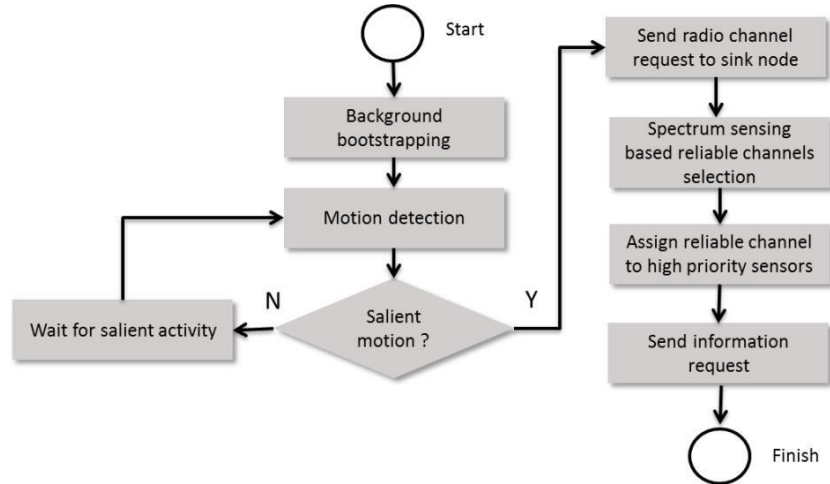 Start
Background
bootstrapping
Motion detection
Salient
motion ?
N
Wait for salient activity
Y
Send radio channel
request to sink node
Spectrum sensing
based reliable channels
selection
Assign reliable channel
to high priority sensors
Send information
request
Finish